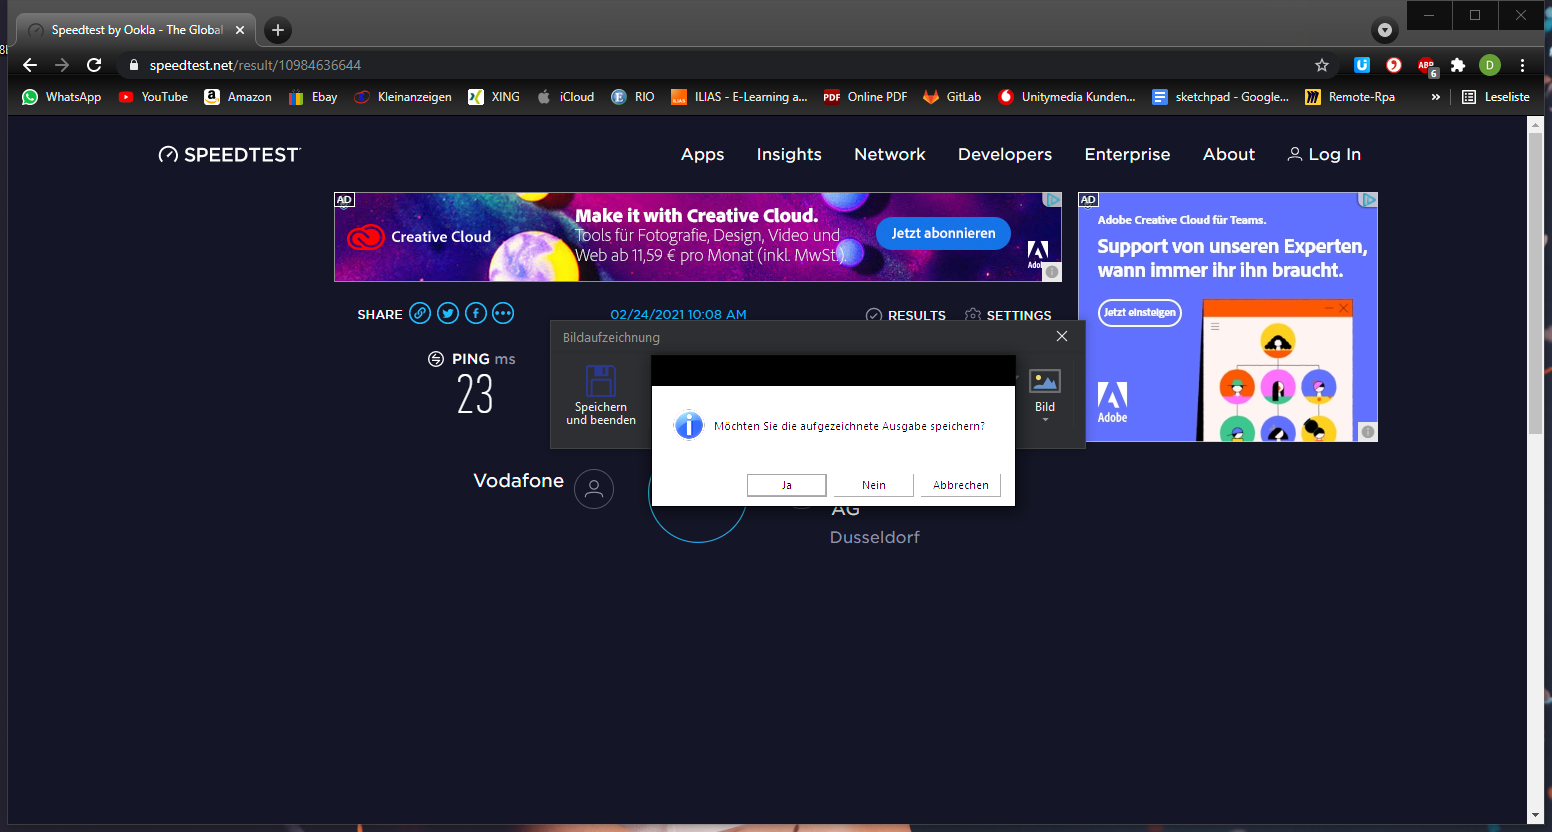 Speedtest by Ookla - The Global
speedtest.net/result/10984636644
ABP
6
D
WhatsApp
YouTube
Amazon
Ebay
Kleinanzeigen
XING
iCloud
RIO
ILIAS - E-Learning a...
PDF Online PDF
GitLab
Unitymedia Kunden...
sketchpad - Google...
Remote-Rpa
»
Leseliste
SPEEDTEST
Apps
Insights
Network
Developers
Enterprise
About
Log In
AD
Creative Cloud
Make it with Creative Cloud.
Tools für Fotografie, Design, Video und
Web ab 11,59 € pro Monat (inkl. MwSt.).
Jetzt abonnieren
AD
Adobe Creative Cloud für Teams.
Support von unseren Experten,
wann immer ihr ihn braucht.
Jetzt einsteigen
Adobe
SHARE
02/24/2021 10:08 AM
RESULTS
SETTINGS
PING ms
23
Bildaufzeichnung
Speichern
und beenden
Bild
Möchten Sie die aufgezeichnete Ausgabe speichern?
Ja
Nein
Abbrechen
Vodafone
AG
Dusseldorf